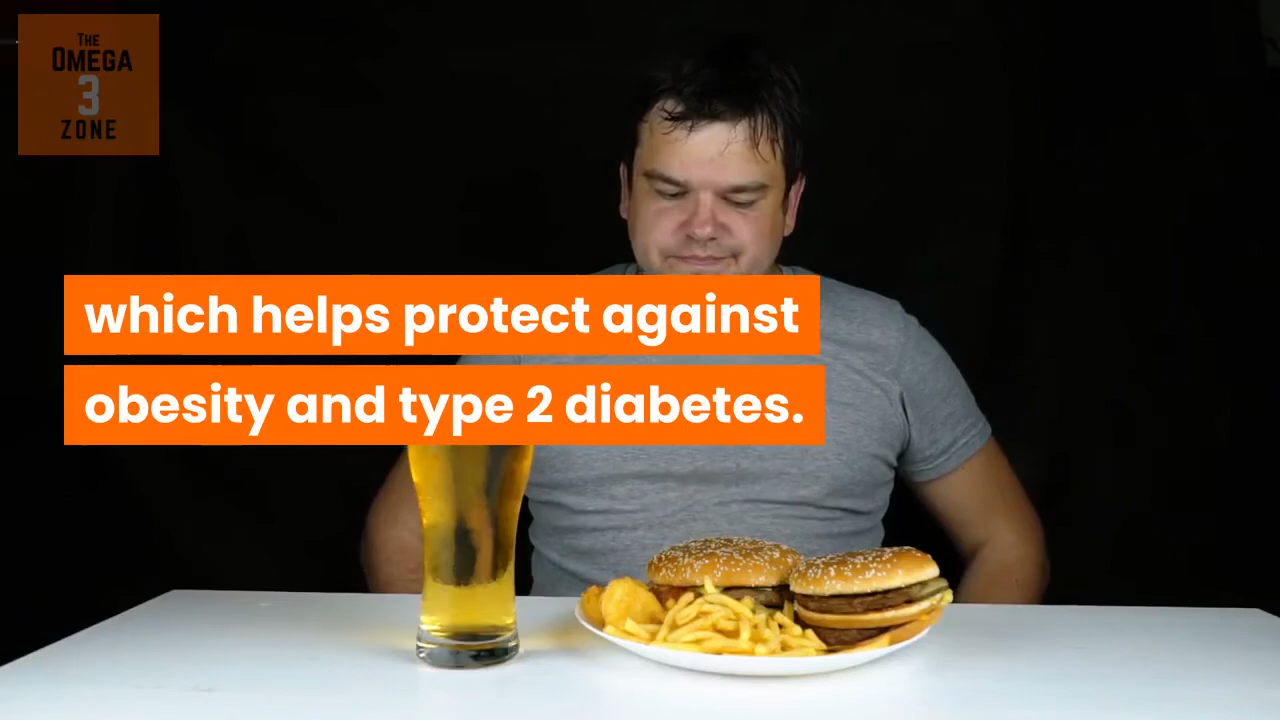 The
Omega
3
Zone
which helps protect against
obesity and type 2 diabetes.